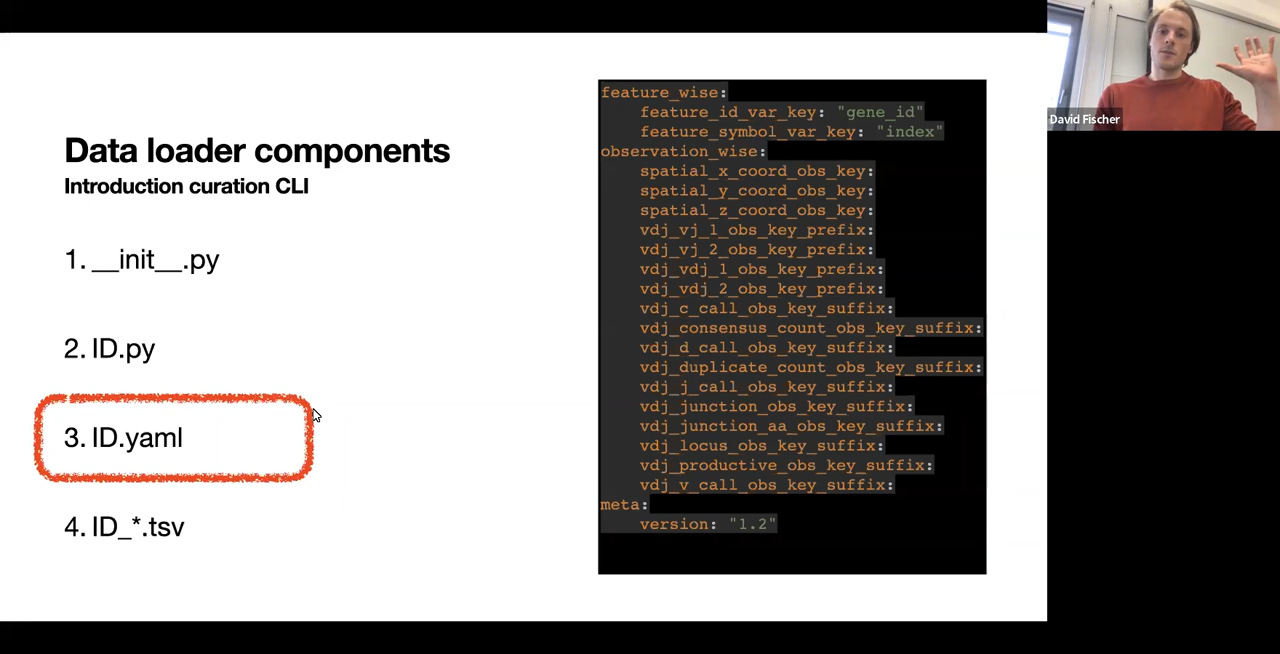 Data loader components
Introduction curation CLI
1. __init__.py
2. ID.py
3. ID.yaml
4. ID_*.tsv
feature_wise:
feature_id_var_key: "gene_id"
feature_symbol_var_key: "index"
observation_wise:
spatial_x_coord_obs_key:
spatial_y_coord_obs_key:
spatial_z_coord_obs_key:
vdj_vj_1_obs_key_prefix:
vdj_vj_2_obs_key_prefix:
vdj_vdj_1_obs_key_prefix:
vdj_vdj_2_obs_key_prefix:
vdj_c_call_obs_key_suffix:
vdj_consensus_count_obs_key_suffix:
vdj_d_call_obs_key_suffix:
vdj_duplicate_count_obs_key_suffix:
vdj_j_call_obs_key_suffix:
vdj_junction_obs_key_suffix:
vdj_junction_aa_obs_key_suffix:
vdj_locus_obs_key_suffix:
vdj_productive_obs_key_suffix:
vdj_v_call_obs_key_suffix:
meta:
version: "1.2"
David Fischer